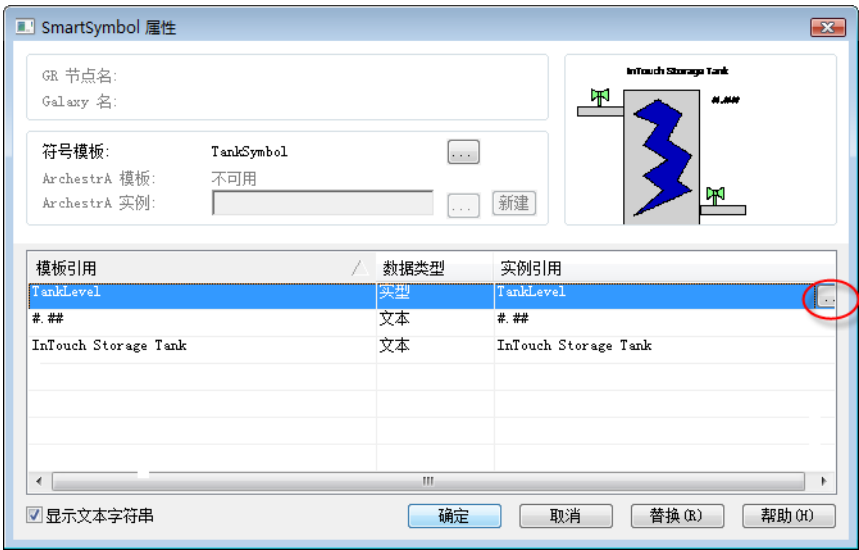 SmartSymbol 属性
GR 节点名:
Galaxy 名:
符号模板: TankSymbol ...
ArchestrA 模板: 不可用
ArchestrA 实例: ... 新建
InTouch Storage Tank
#.##
模板引用 数据类型 实例引用
TankLevel 实型 TankLevel ...
#.## 文本 #.##
InTouch Storage Tank 文本 InTouch Storage Tank
显示文本字符串 确定 取消 替换(R) 帮助(H)